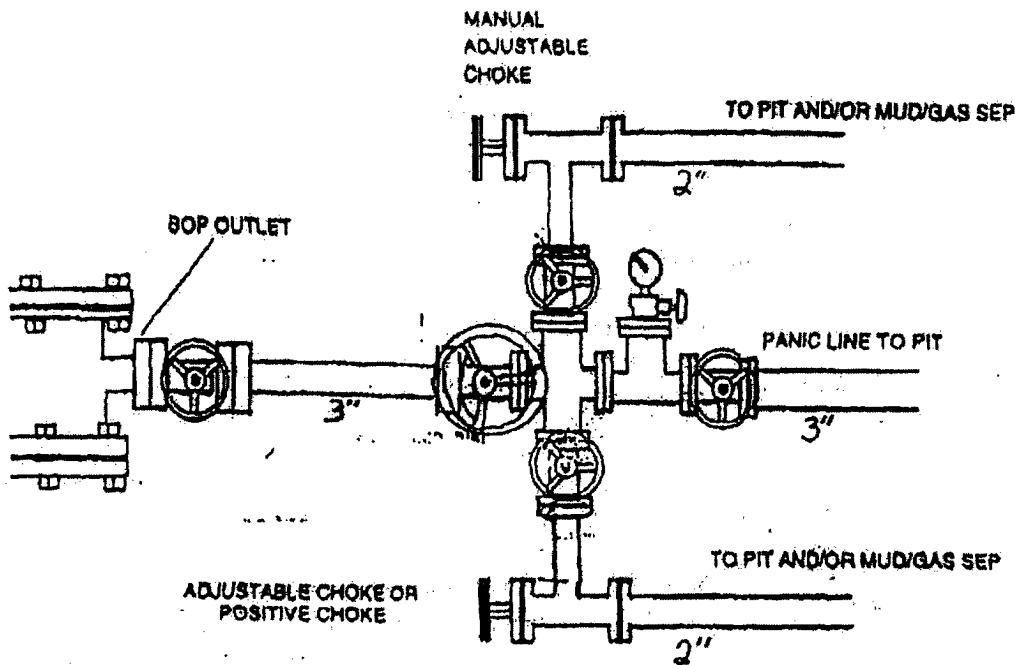 MANUAL
ADJUSTABLE
CHOKE
TO PIT AND/OR MUD/GAS SEP
2"
BOP OUTLET
PANIC LINE TO PIT
3"
3"
TO PIT AND/OR MUD/GAS SEP
ADJUSTABLE CHOKE OR
POSITIVE CHOKE
2"